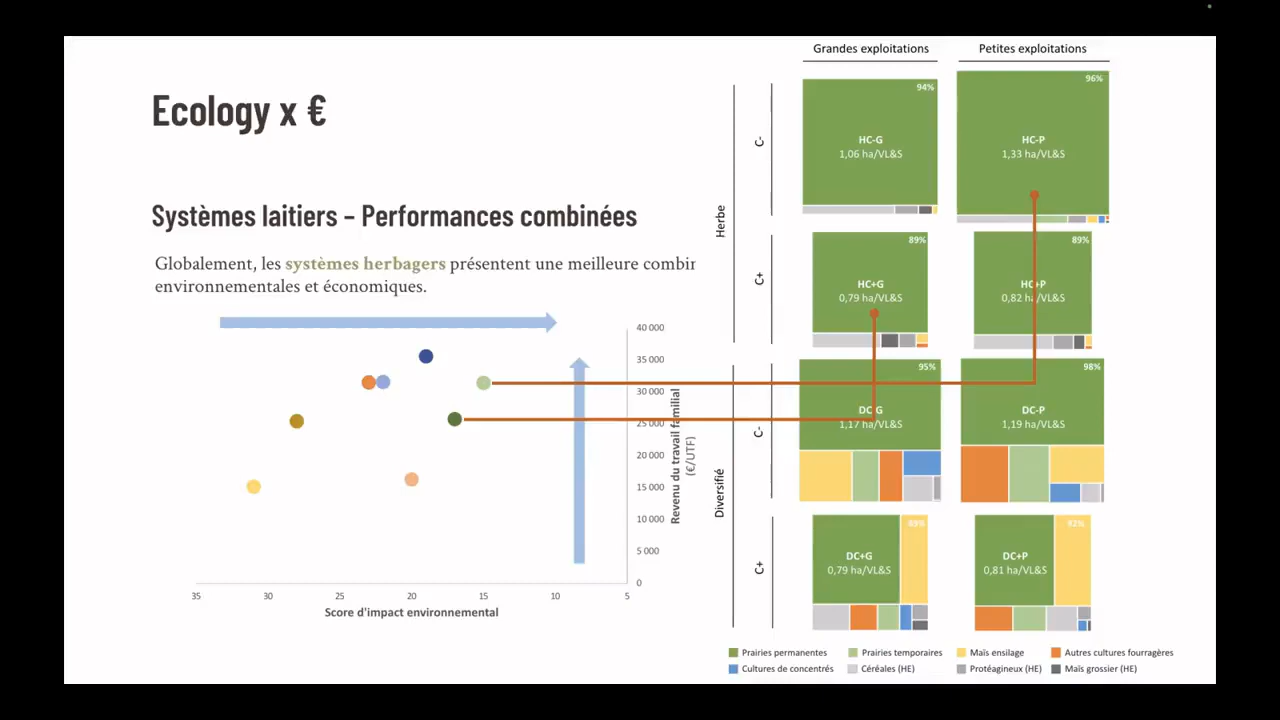 Ecology x €
Systèmes laitiers – Performances combinées
Globalement, les systèmes herbagers présentent une meilleure combir
environnementales et économiques.
40 000
35 000
30 000
25 000
20 000
15 000
10 000
5 000
0
35 30 25 20 15 10 5
Score d'impact environnemental
Revenu du travail familial
(€/UTF)
Grandes exploitations Petites exploitations
Herbe
Diversifié
C-
C+
C-
C+
94%
HC-G
1,06 ha/VL&S
96%
HC-P
1,33 ha/VL&S
89%
HC+G
0,79 ha/VL&S
89%
HC+P
0,82 ha/VL&S
95%
DC-G
1,17 ha/VL&S
98%
DC-P
1,19 ha/VL&S
89%
DC+G
0,79 ha/VL&S
92%
DC+P
0,81 ha/VL&S
Prairies permanentes Prairies temporaires Maïs ensilage Autres cultures fourragères
Cultures de concentrés Céréales (HE) Protéagineux (HE) Maïs grossier (HE)